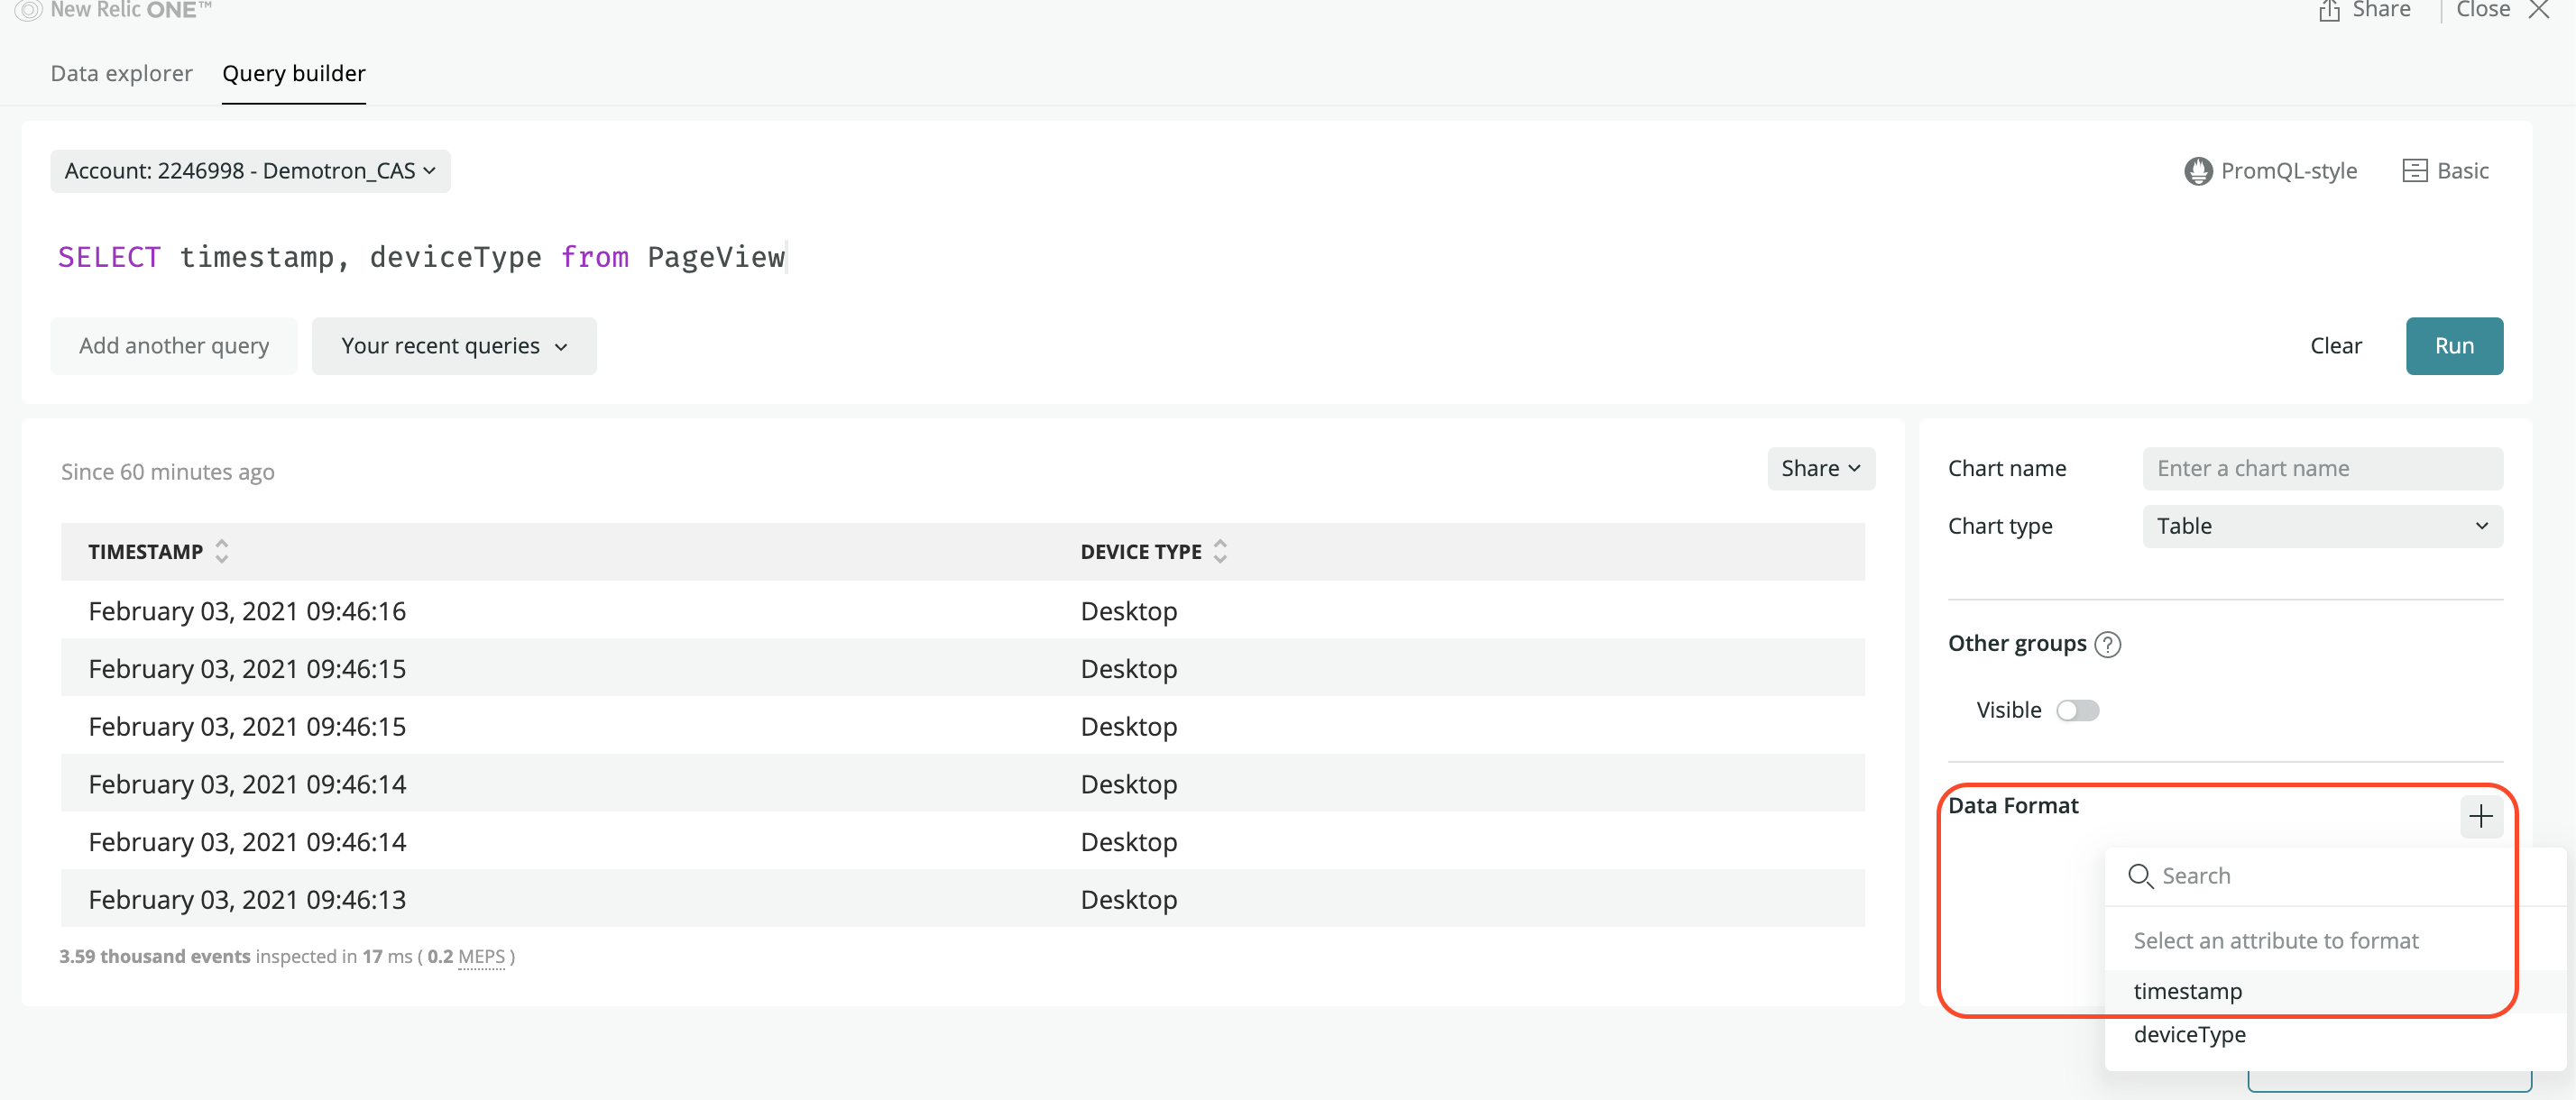 New Relic ONE™
Share
Close
Data explorer
Query builder
Account: 2246998 - Demotron_CAS
PromQL-style
Basic
SELECT timestamp, deviceType from PageView
Add another query
Your recent queries
Clear
Run
Since 60 minutes ago
Share
TIMESTAMP DEVICE TYPE
February 03, 2021 09:46:16 Desktop
February 03, 2021 09:46:15 Desktop
February 03, 2021 09:46:15 Desktop
February 03, 2021 09:46:14 Desktop
February 03, 2021 09:46:14 Desktop
February 03, 2021 09:46:13 Desktop
3.59 thousand events inspected in 17 ms ( 0.2 MEPS )
Chart name Enter a chart name
Chart type Table
Other groups ?
Visible
Data Format +
Search
Select an attribute to format
timestamp
deviceType